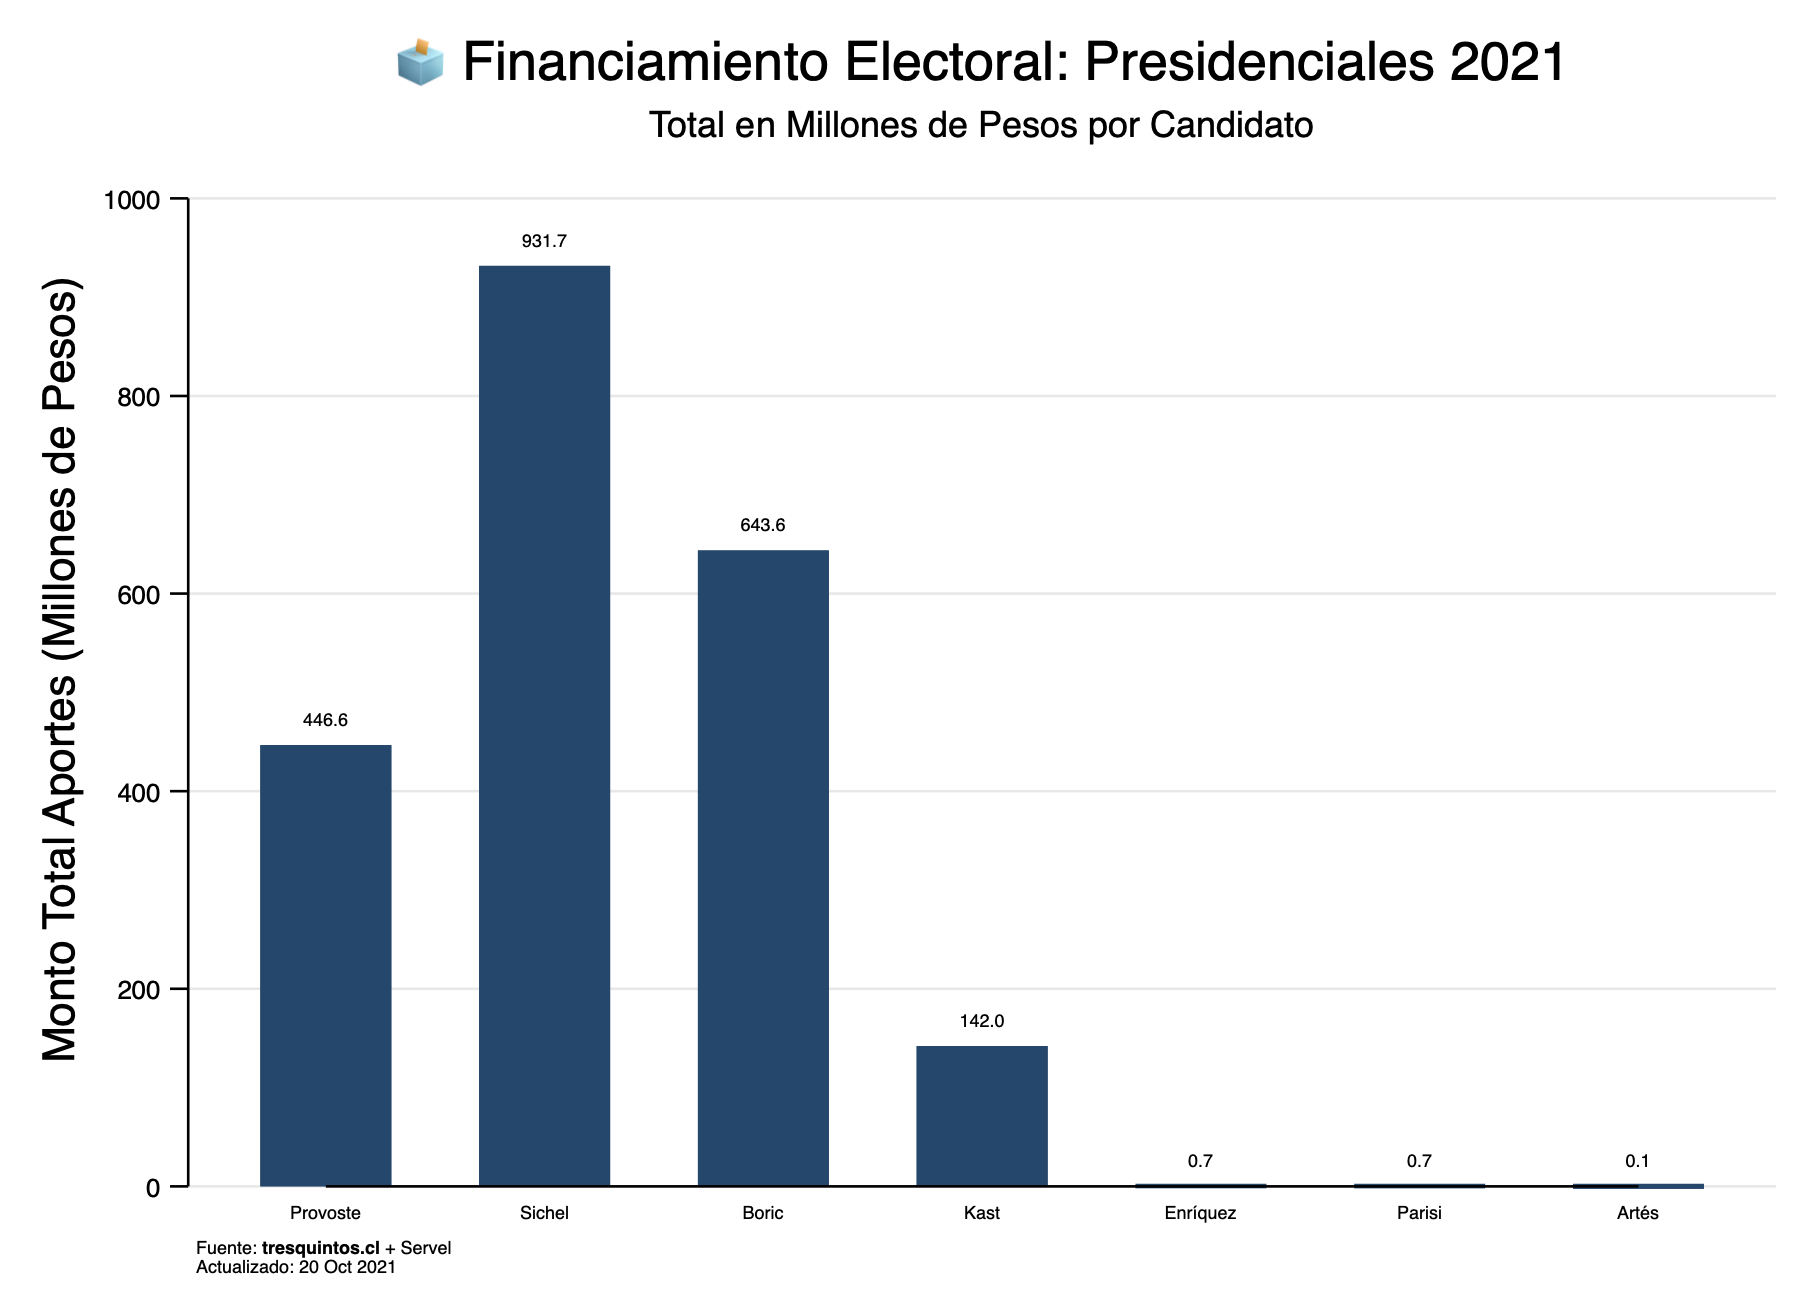 Financiamiento Electoral: Presidenciales 2021
Total en Millones de Pesos por Candidato
Monto Total Aportes (Millones de Pesos)
1000
800
600
400
200
0
446.6
931.7
643.6
142.0
0.7
0.7
0.1
Provoste
Sichel
Boric
Kast
Enríquez
Parisi
Artés
Fuente: tresquintos.cl + Servel
Actualizado: 20 Oct 2021